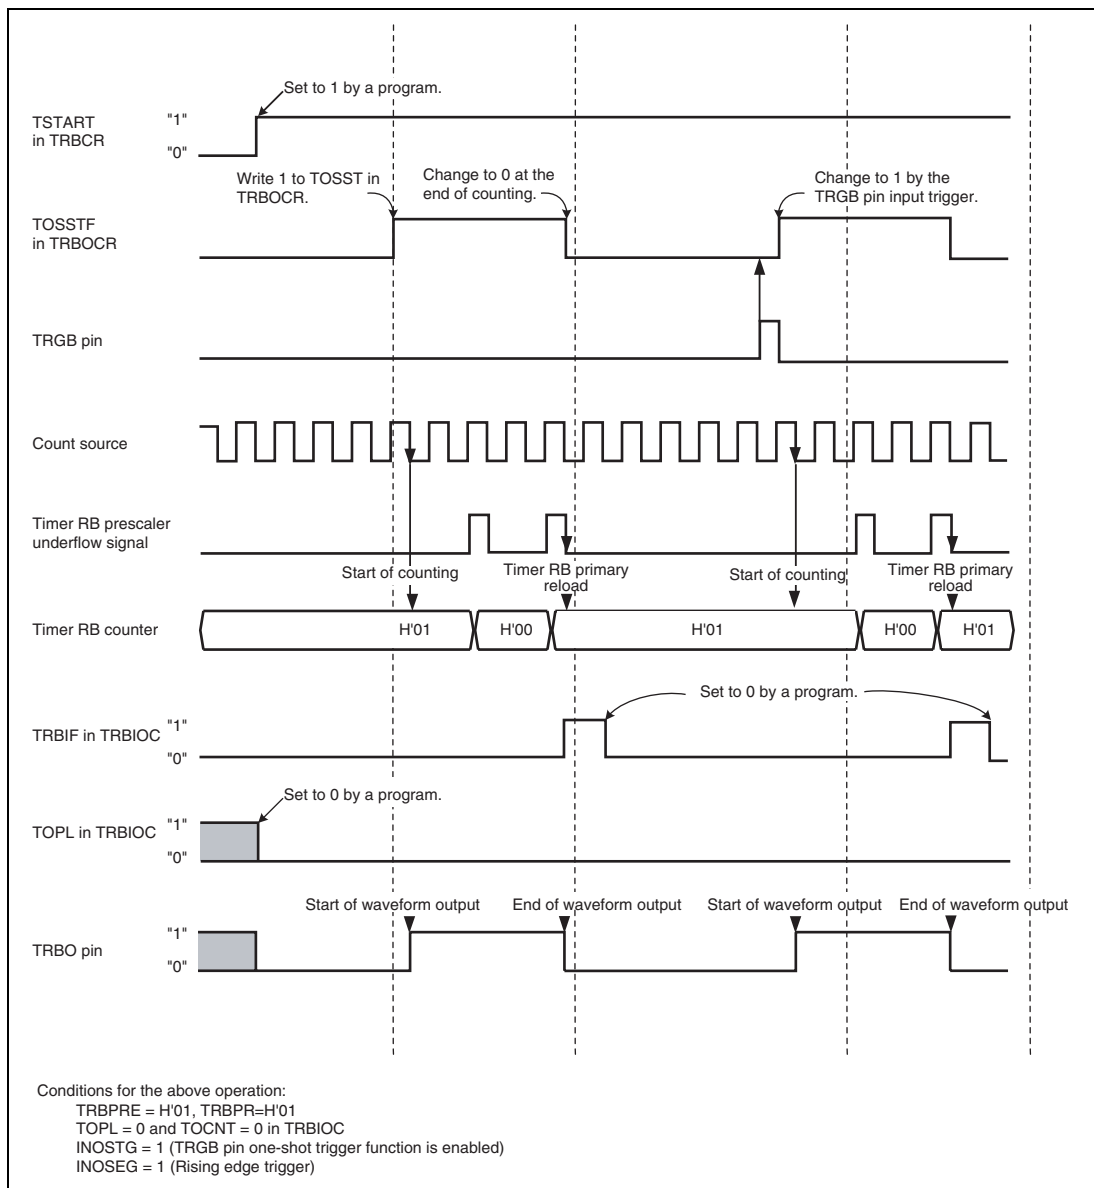 Set to 1 by a program.
TSTART
in TRBCR
"1"
"0"
Write 1 to TOSST in
TRBOCR.
Change to 0 at the
end of counting.
Change to 1 by the
TRGB pin input trigger.
TOSSTF
in TRBOCR
TRGB pin
Count source
Timer RB prescaler
underflow signal
Start of counting
Timer RB primary
reload
Start of counting
Timer RB primary
reload
Timer RB counter
H'01
H'00
H'01
H'00
H'01
Set to 0 by a program.
TRBIF in TRBIOC
"1"
"0"
Set to 0 by a program.
TOPL in TRBIOC
"1"
"0"
Start of waveform output
End of waveform output
Start of waveform output
End of waveform output
TRBO pin
"1"
"0"
Conditions for the above operation:
TRBPRE = H'01, TRBPR=H'01
TOPL = 0 and TOCNT = 0 in TRBIOC
INOSTG = 1 (TRGB pin one-shot trigger function is enabled)
INOSEG = 1 (Rising edge trigger)